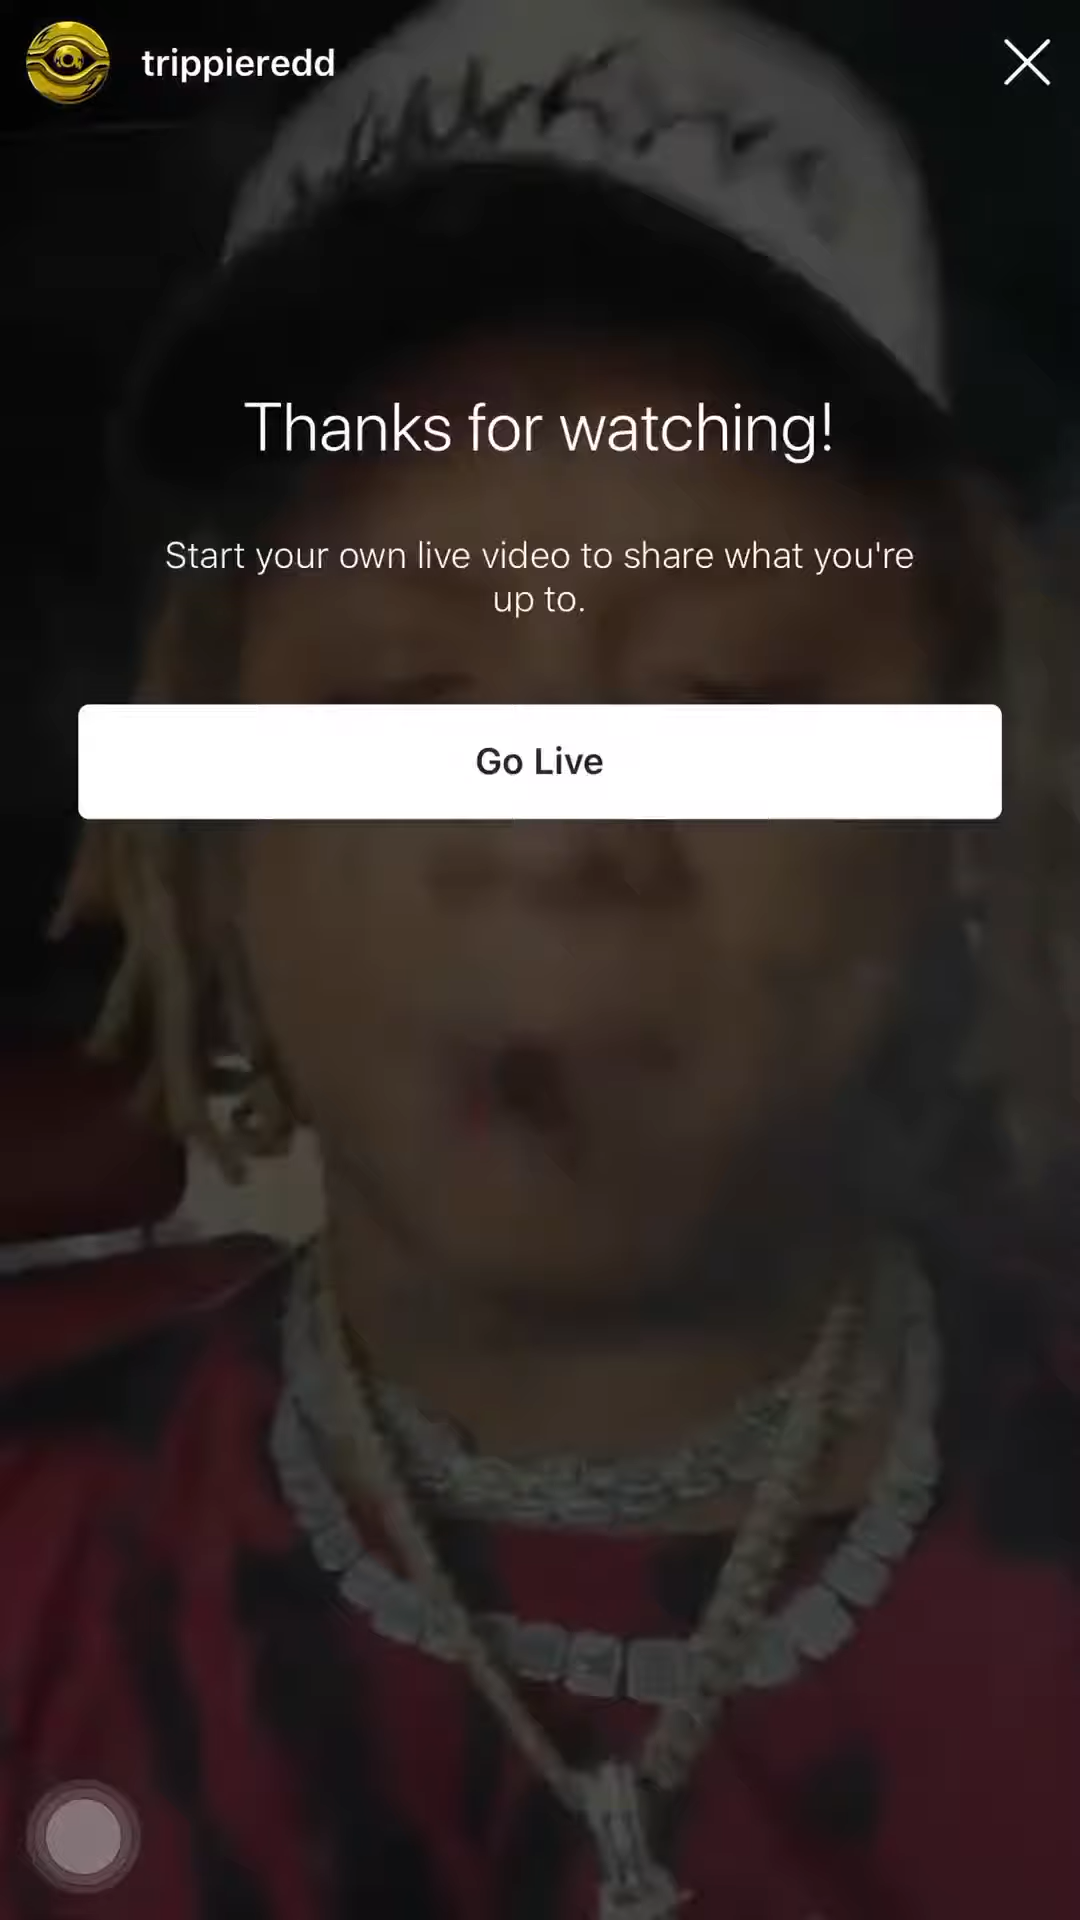 trippieredd
Thanks for watching!
Start your own live video to share what you're
up to.
Go Live